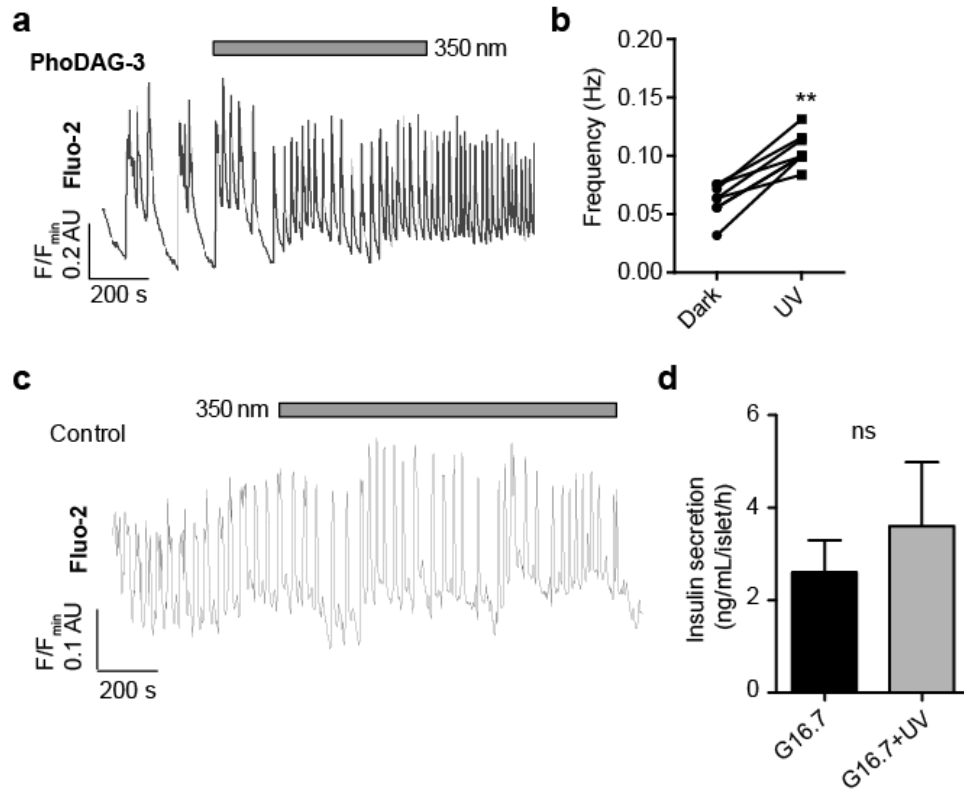 a
350 nm
PhoDAG-3
Fluo-2
F/Fmin
0.2 AU
200 s
b
0.20
0.15
0.10
0.05
0.00
Frequency (Hz)
**
Dark
UV
c
350 nm
Control
Fluo-2
F/Fmin
0.1 AU
200 s
d
6
4
2
0
Insulin secretion
(ng/mL/islet/h)
ns
G16.7
G16.7+UV